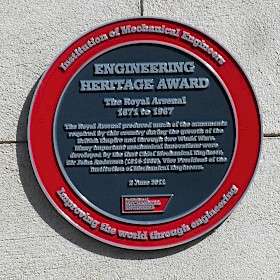 Institution of Mechanical Engineers
ENGINEERING
HERITAGE AWARD
The Royal Arsenal
1671 to 1967
The Royal Arsenal produced much of the armaments
required by this country during the growth of the
British Empire and through two World Wars.
Many important mechanical innovations were
developed by the first Chief Mechanical Engineer,
Sir John Anderson (1814-1886), Vice President of the
Institution of Mechanical Engineers.
2 June 2011
Improving the world through engineering